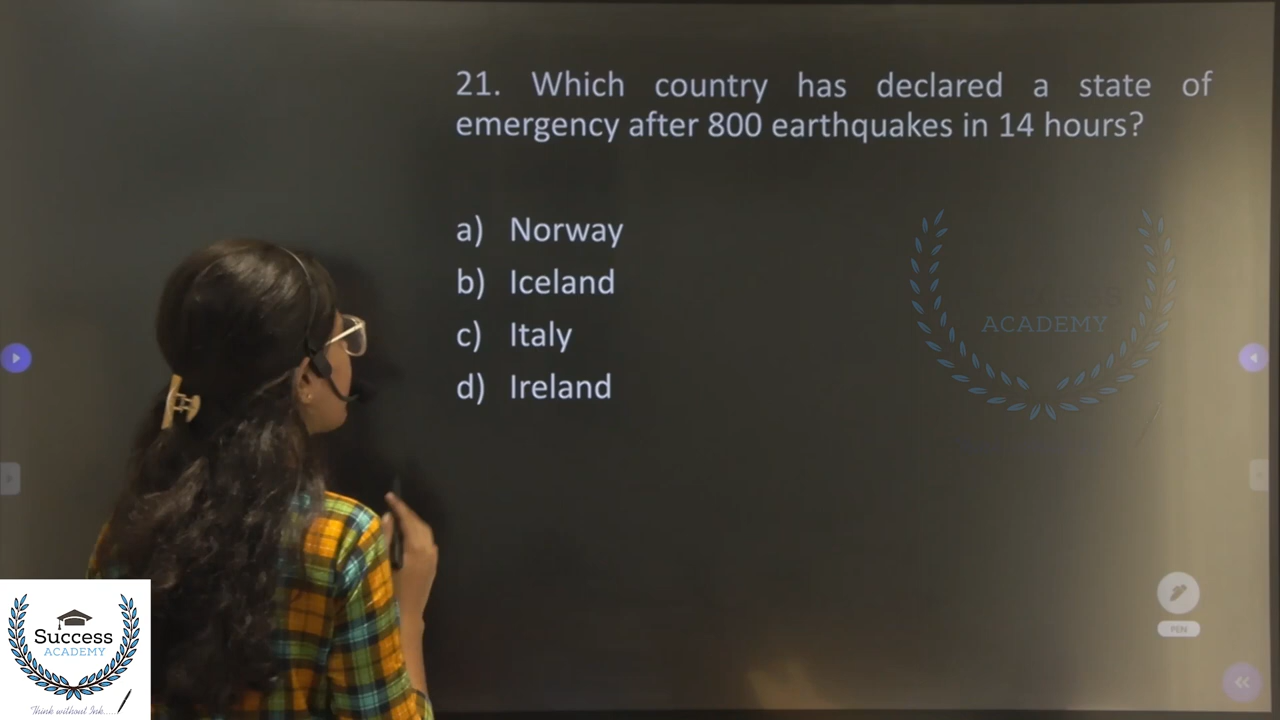 21. Which country has declared a state of
emergency after 800 earthquakes in 14 hours?
a) Norway
b) Iceland
c) Italy
d) Ireland
ACADEMY
PEN
Success
ACADEMY
Think without Ink.....